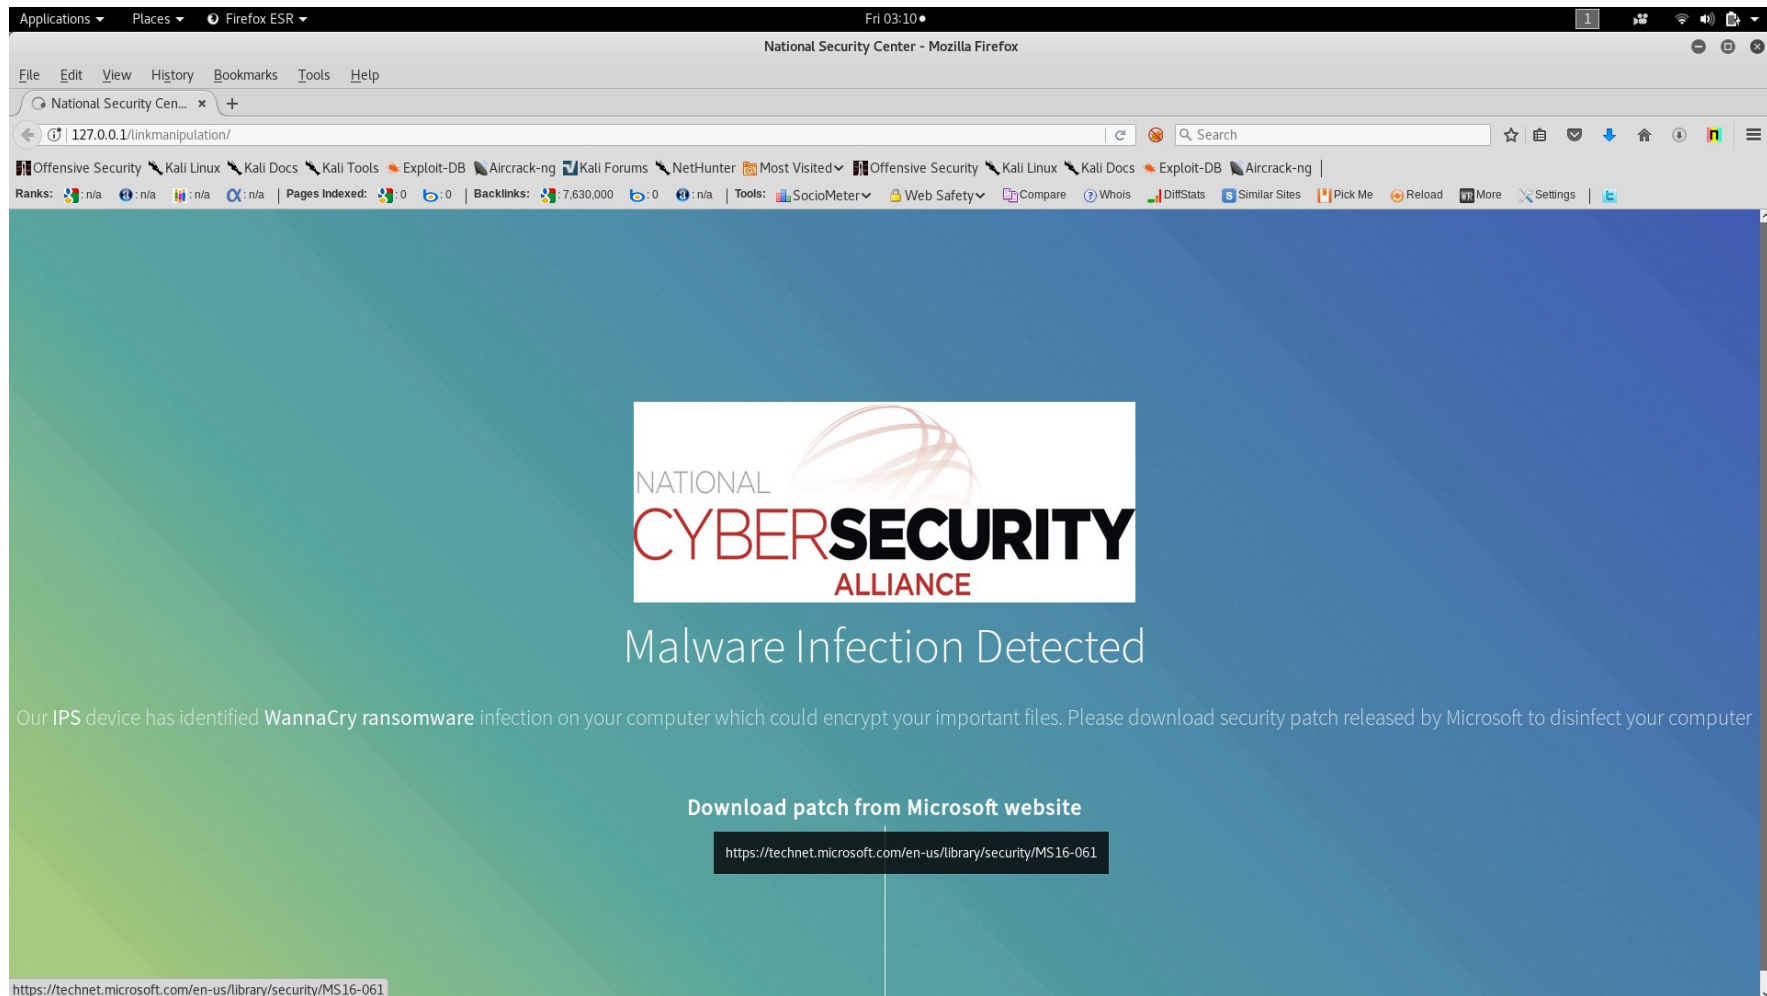 Applications Places Firefox ESR Fri 03:10 1
National Security Center - Mozilla Firefox
File Edit View History Bookmarks Tools Help
National Security Cen... × +
127.0.0.1/linkmanipulation/ Search
Offensive Security Kali Linux Kali Docs Kali Tools Exploit-DB Aircrack-ng Kali Forums NetHunter Most Visited Offensive Security Kali Linux Kali Docs Exploit-DB Aircrack-ng
Ranks: : n/a : n/a : n/a : n/a | Pages Indexed: : 0 : 0 | Backlinks: : 7,630,000 : 0 : n/a | Tools: SocioMeter Web Safety Compare Whois DiffStats Similar Sites Pick Me Reload More Settings
NATIONAL
CYBERSECURITY
ALLIANCE
Malware Infection Detected
Our IPS device has identified WannaCry ransomware infection on your computer which could encrypt your important files. Please download security patch released by Microsoft to disinfect your computer
Download patch from Microsoft website
https://technet.microsoft.com/en-us/library/security/MS16-061
https://technet.microsoft.com/en-us/library/security/MS16-061